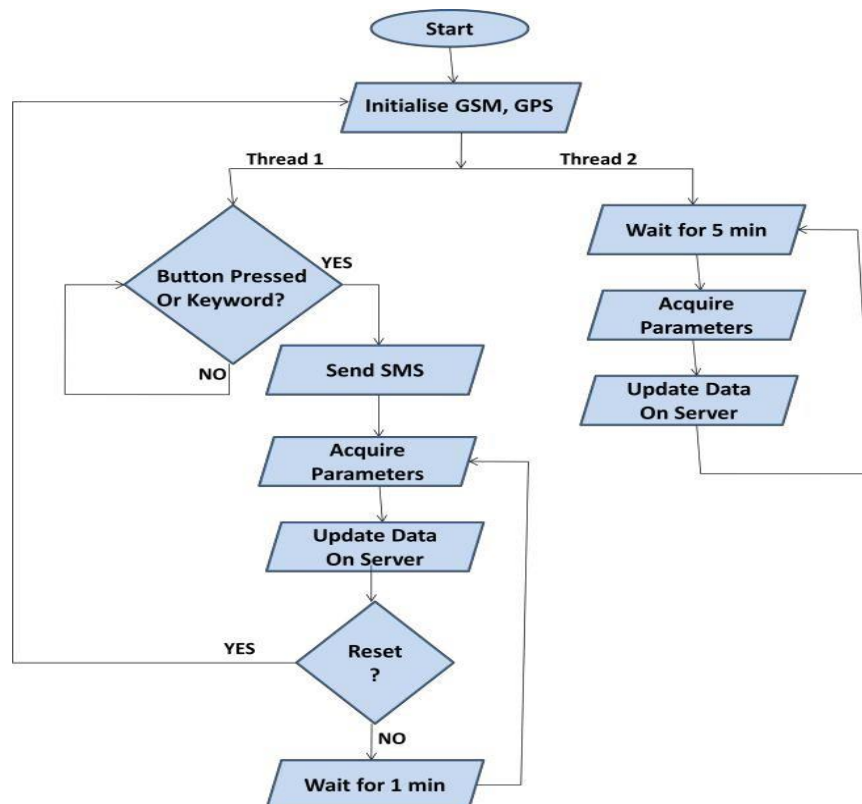 Start
Initialise GSM, GPS
Thread 1
Thread 2
Button Pressed
Or Keyword?
YES
NO
Send SMS
Acquire
Parameters
Update Data
On Server
Reset
?
YES
NO
Wait for 1 min
Wait for 5 min
Acquire
Parameters
Update Data
On Server